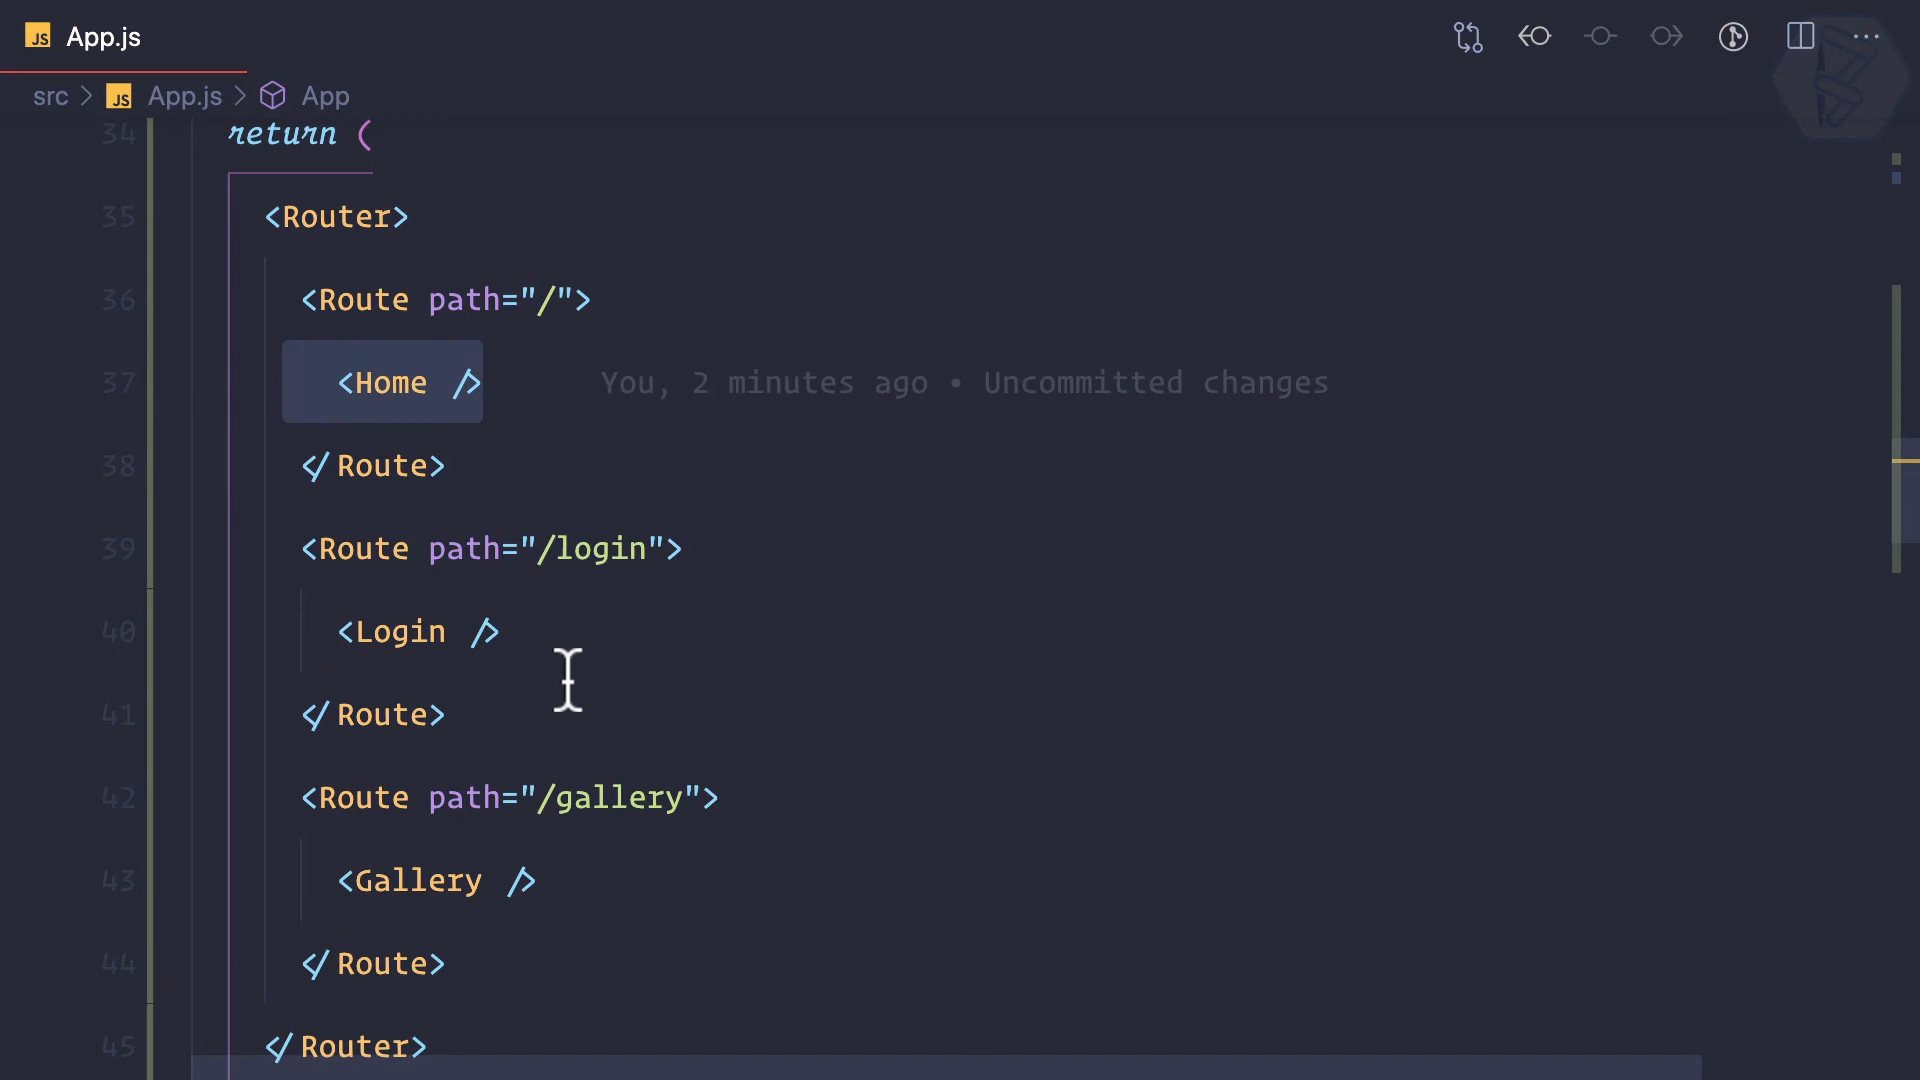 JS App.js
src > JS App.js > App
34 return (
35 <Router>
36 <Route path="/">
37 <Home /> You, 2 minutes ago • Uncommitted changes
38 </Route>
39 <Route path="/login">
40 <Login />
41 </Route>
42 <Route path="/gallery">
43 <Gallery />
44 </Route>
45 </Router>